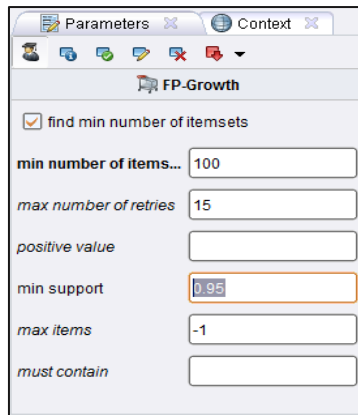 Parameters Context
FP-Growth
find min number of itemsets
min number of items... 100
max number of retries 15
positive value
min support 0.95
max items -1
must contain